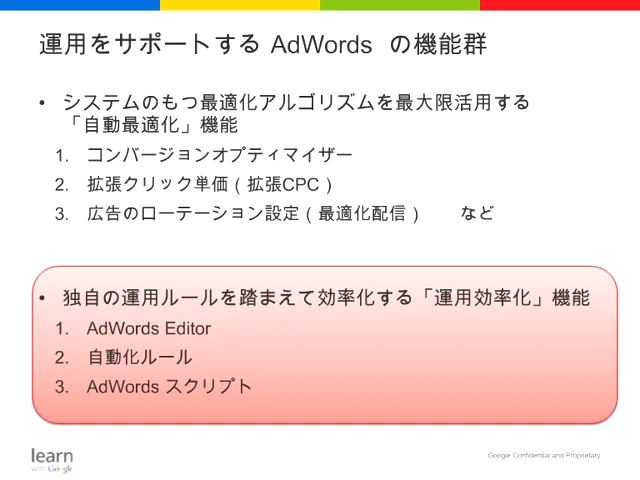 運用をサポートする AdWords の機能群
• システムのもつ最適化アルゴリズムを最大限活用する
「自動最適化」機能
1. コンバージョンオプティマイザー
2. 拡張クリック単価（拡張CPC）
3. 広告のローテーション設定（最適化配信） など
• 独自の運用ルールを踏まえて効率化する「運用効率化」機能
1. AdWords Editor
2. 自動化ルール
3. AdWords スクリプト
learn
with Google
Google Confidential and Proprietary